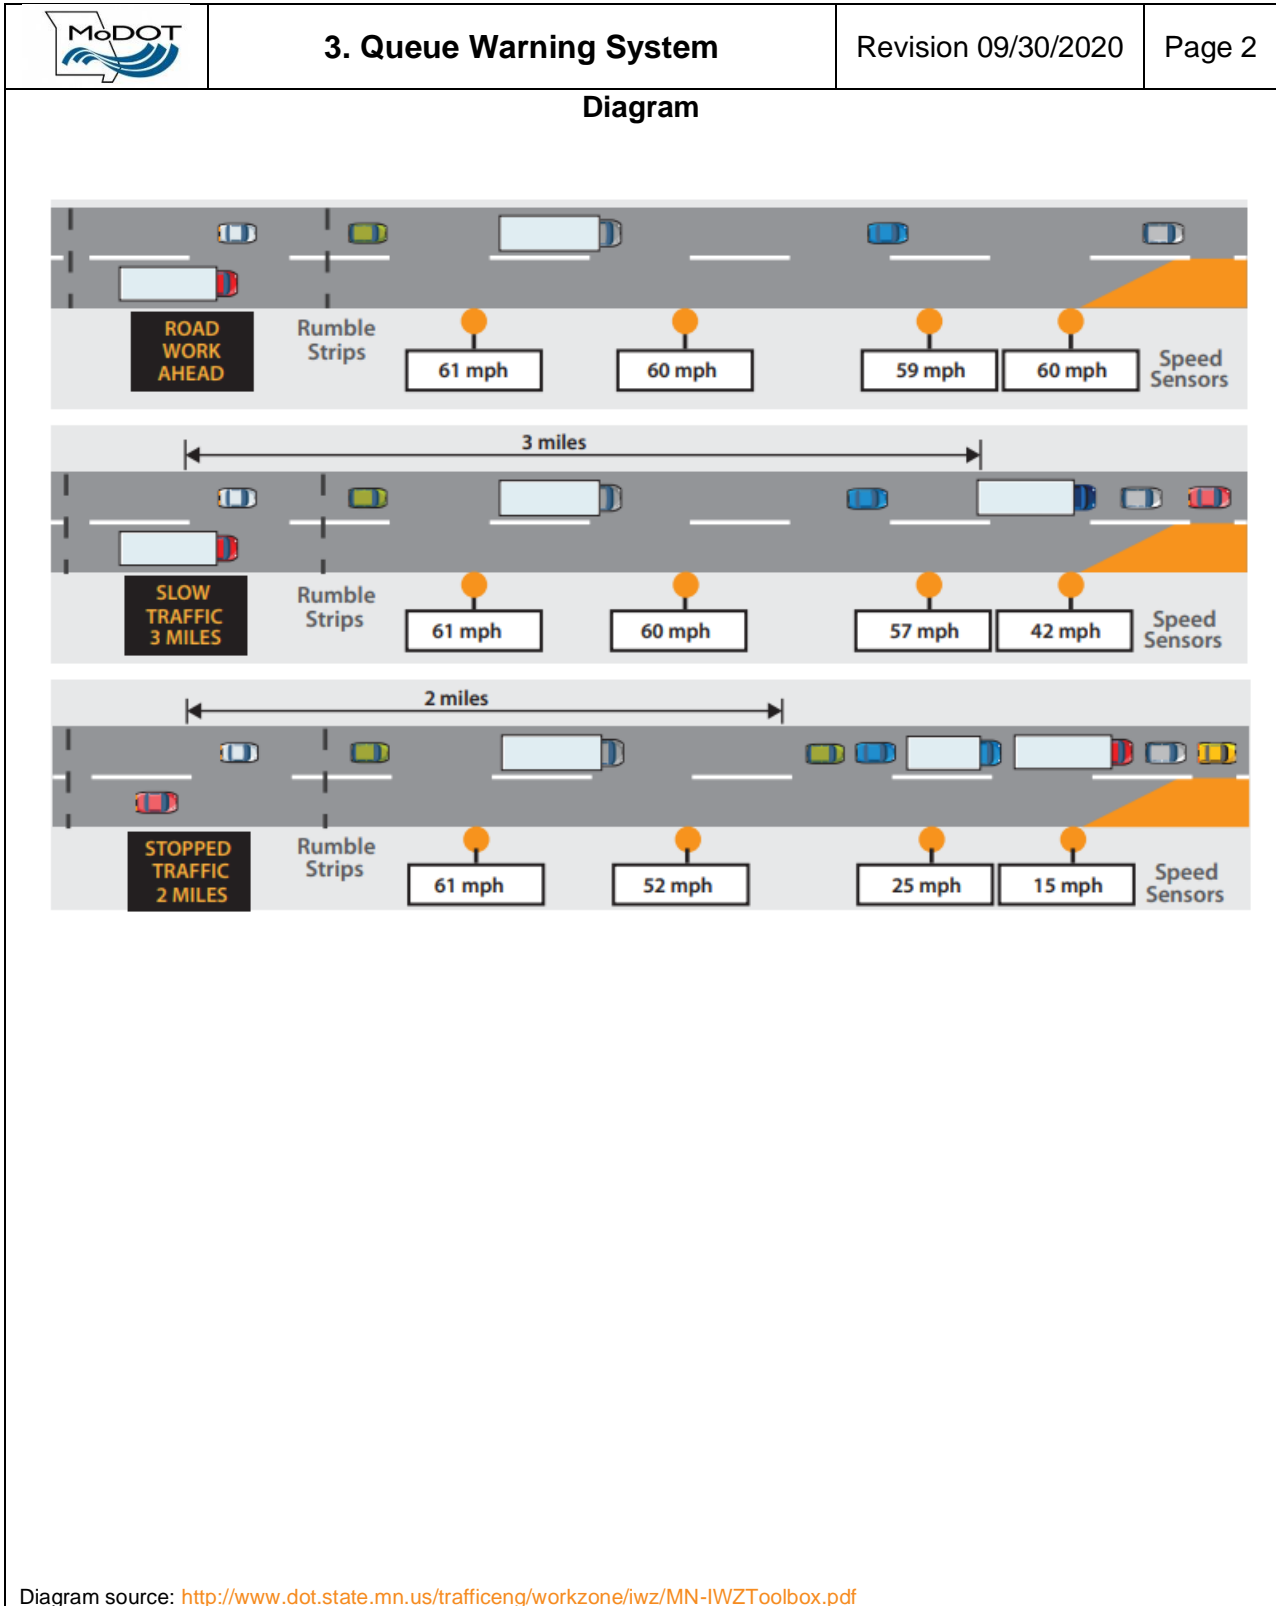 MoDOT
3. Queue Warning System
Revision 09/30/2020
Page 2
Diagram
ROAD
WORK
AHEAD
Rumble
Strips
61 mph
60 mph
59 mph
60 mph
Speed
Sensors
3 miles
SLOW
TRAFFIC
3 MILES
Rumble
Strips
61 mph
60 mph
57 mph
42 mph
Speed
Sensors
2 miles
STOPPED
TRAFFIC
2 MILES
Rumble
Strips
61 mph
52 mph
25 mph
15 mph
Speed
Sensors
Diagram source: http://www.dot.state.mn.us/trafficeng/workzone/iwz/MN-IWZToolbox.pdf